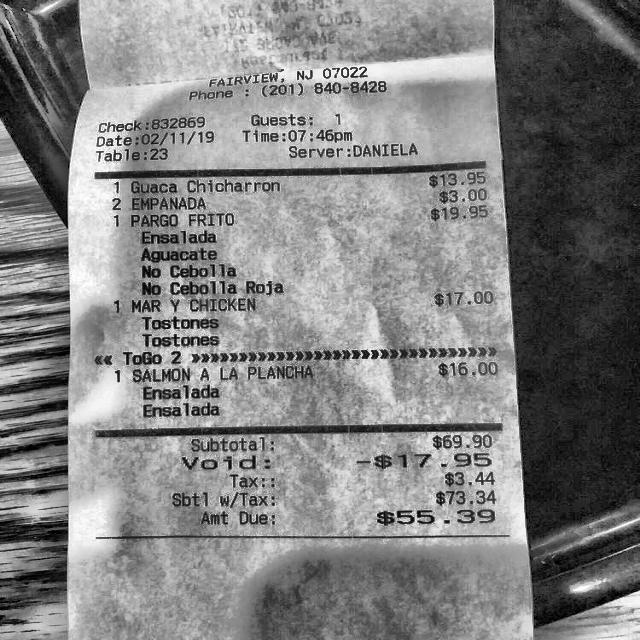 FAIRVIEW, NJ 07022
Phone : (201) 840-8428
Check:832869 Guests: 1
Date:02/11/19 Time:07:46pm
Table:23 Server:DANIELA
1 Guaca Chicharron $13.95
2 EMPANADA $3.00
1 PARGO FRITO $19.95
Ensalada
Aguacate
No Cebolla
No Cebolla Roja
1 MAR Y CHICKEN $17.00
Tostones
Tostones
«« ToGo 2 »»»»»»»»»»»»»»»»»»»»»»»»»»»»»»
1 SALMON A LA PLANCHA $16.00
Ensalada
Ensalada
Subtotal: $69.90
Void: -$17.95
Tax:: $3.44
Sbtl w/Tax: $73.34
Amt Due: $55.39